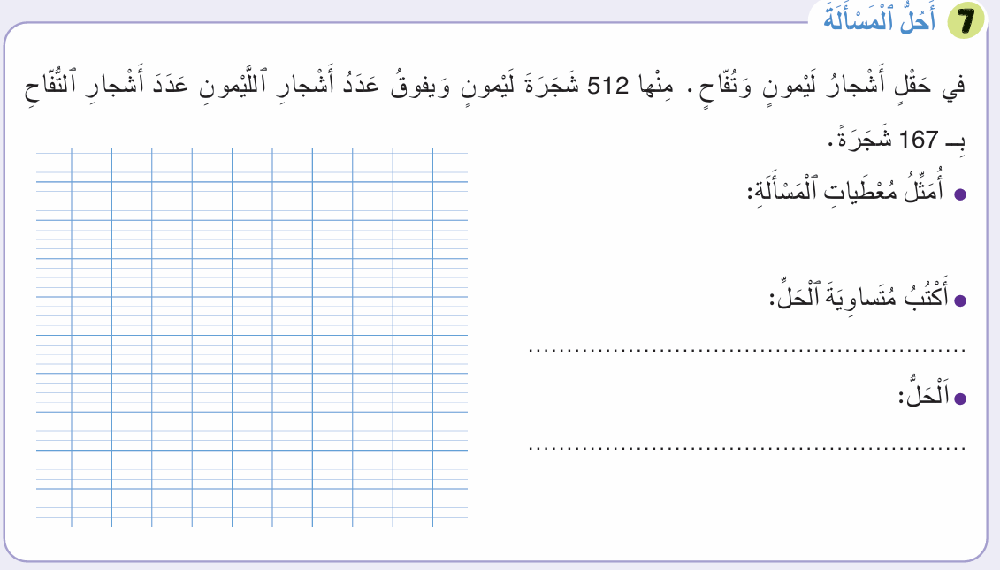 7 أَحُلُّ ٱلْمَسْأَلَةَ
في حَقْلٍ أَشْجارُ لَيْمونٍ وَتُفّاحٍ. مِنْها 512 شَجَرَةَ لَيْمونٍ وَيفوقُ عَدَدُ أَشْجارِ ٱللَّيْمونِ عَدَدَ أَشْجارِ ٱلتُّفّاحِ
بِـ 167 شَجَرَةً.
● أُمَثِّلُ مُعْطَياتِ ٱلْمَسْأَلَةِ:
● أَكْتُبُ مُتَساوِيَةَ ٱلْحَلِّ:
........................................................
● اَلْحَلُّ:
........................................................